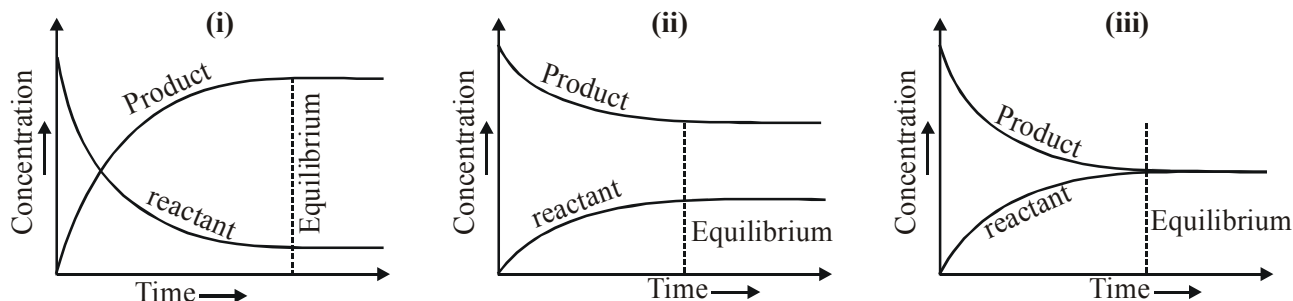 (i)
Concentration
Product
reactant
Equilibrium
Time
(ii)
Concentration
Product
reactant
Equilibrium
Time
(iii)
Concentration
Product
reactant
Equilibrium
Time